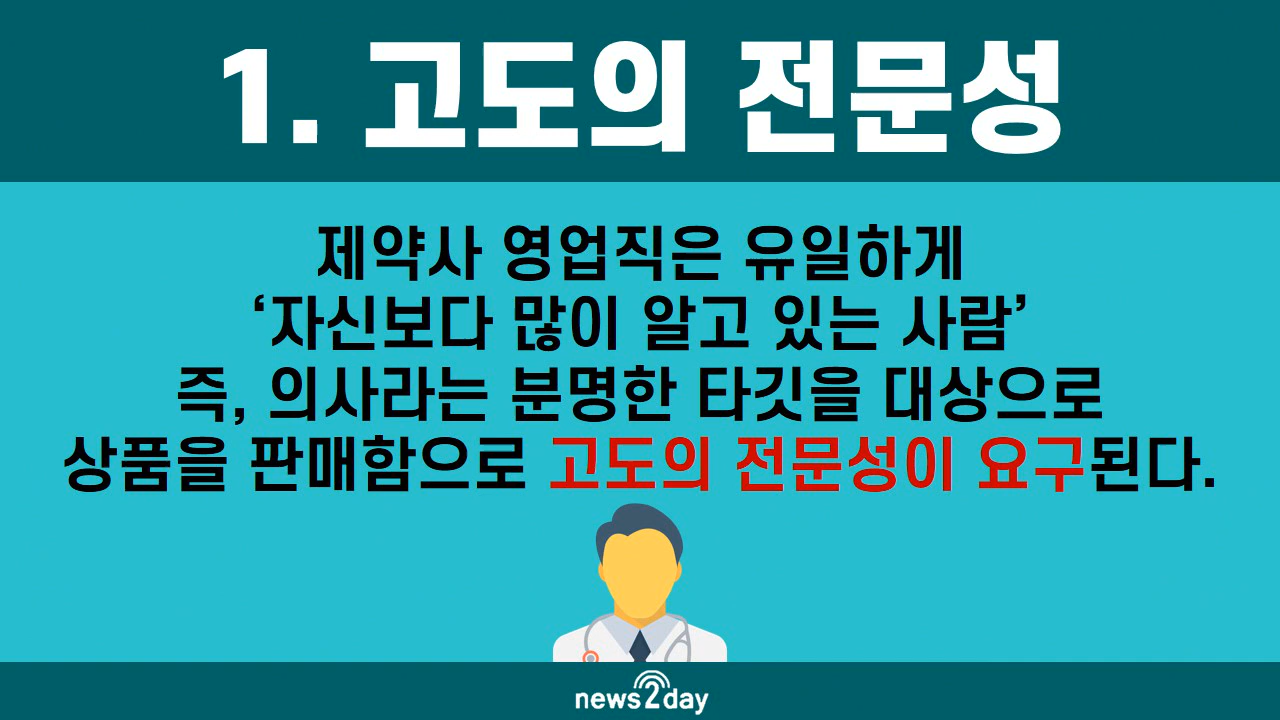 1. 고도의 전문성
제약사 영업직은 유일하게
‘자신보다 많이 알고 있는 사람’
즉, 의사라는 분명한 타깃을 대상으로
상품을 판매함으로 고도의 전문성이 요구된다.
news2day